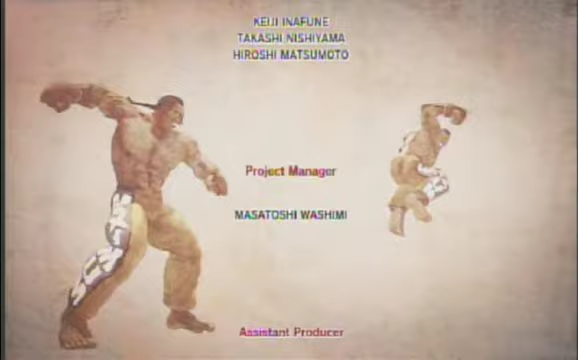 KEIJI INAFUNE
TAKASHI NISHIYAMA
HIROSHI MATSUMOTO
Project Manager
MASATOSHI WASHIMI
Assistant Producer